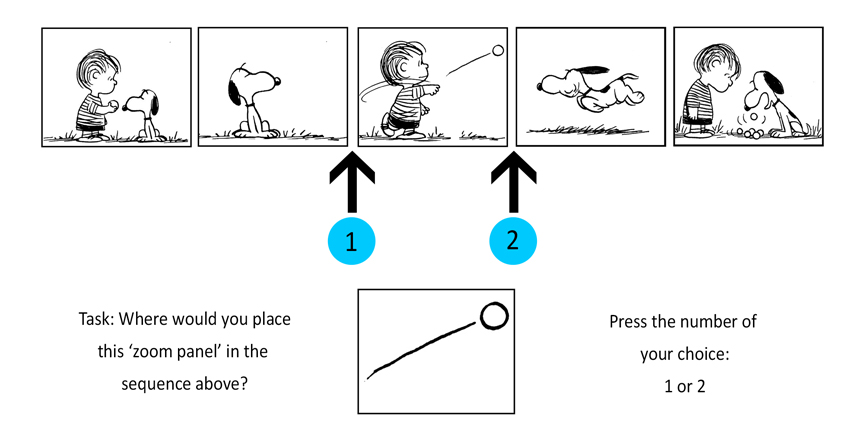 1
2
Task: Where would you place
this ‘zoom panel’ in the
sequence above?
Press the number of
your choice:
1 or 2